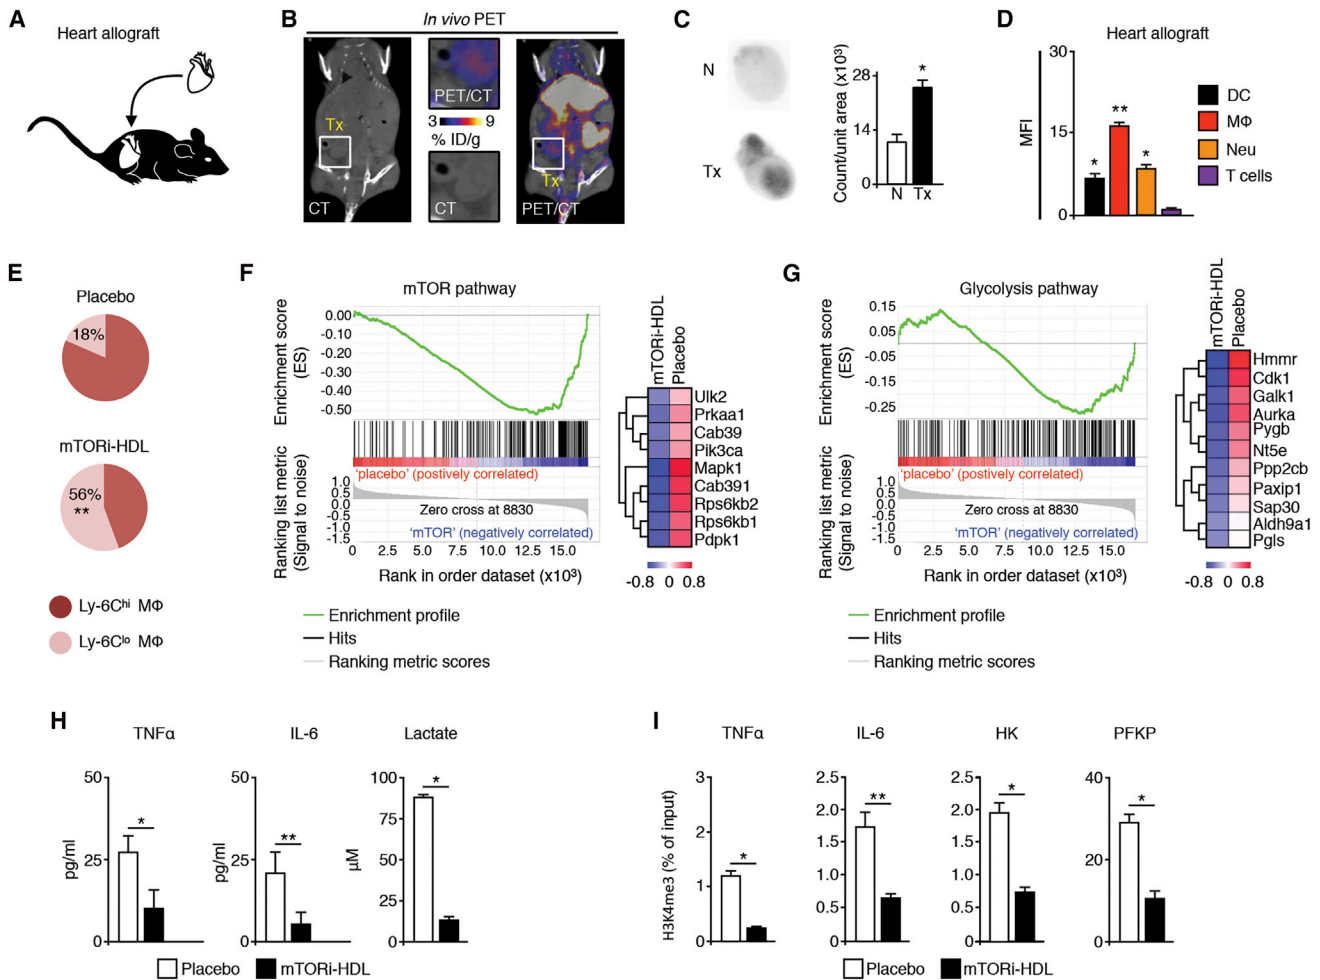 A
Heart allograft
B
In vivo PET
Tx
CT
PET/CT
3 9
% ID/g
CT
Tx
PET/CT
C
N
Tx
Count/unit area (x10³)
28
14
0
*
N Tx
D
Heart allograft
MFI
30
15
0
* ** *
DC
MΦ
Neu
T cells
E
Placebo
18%
mTORi-HDL
56%
**
Ly-6Chi MΦ
Ly-6Clo MΦ
F
mTOR pathway
Enrichment score
(ES)
0.00
-0.10
-0.20
-0.30
-0.40
-0.50
Ranking list metric
(Signal to noise)
1.0
0.5
0.0
-0.5
-1.0
-1.5
'placebo' (postively correlated)
Zero cross at 8830
'mTOR' (negatively correlated)
0 2.5 5.0 7.5 10.0 12.5 15.0
Rank in order dataset (x10³)
Enrichment profile
Hits
Ranking metric scores
mTORi-HDL
Placebo
Ulk2
Prkaa1
Cab39
Pik3ca
Mapk1
Cab391
Rps6kb2
Rps6kb1
Pdpk1
-0.8 0 0.8
G
Glycolysis pathway
Enrichment score
(ES)
0.15
0.05
-0.05
-0.15
-0.25
Ranking list metric
(Signal to noise)
1.0
0.5
0.0
-0.5
-1.0
-1.5
'placebo' (postively correlated)
Zero cross at 8830
'mTOR' (negatively correlated)
0 2.5 5.0 7.5 10.0 12.5 15.0
Rank in order dataset (x10³)
Enrichment profile
Hits
Ranking metric scores
mTORi-HDL
Placebo
Hmmr
Cdk1
Galk1
Aurka
Pygb
Nt5e
Ppp2cb
Paxip1
Sap30
Aldh9a1
Pgls
-0.8 0 0.8
H
TNFα
pg/ml
50
25
0
*
IL-6
pg/ml
50
25
0
**
Lactate
μM
100
75
50
25
0
*
Placebo mTORi-HDL
I
TNFα
H3K4me3 (% of input)
3
2
1
0
*
IL-6
2.5
2.0
1.5
1.0
0.5
0
**
HK
2.5
2.0
1.5
1.0
0.5
0
*
PFKP
40
20
0
*
Placebo mTORi-HDL